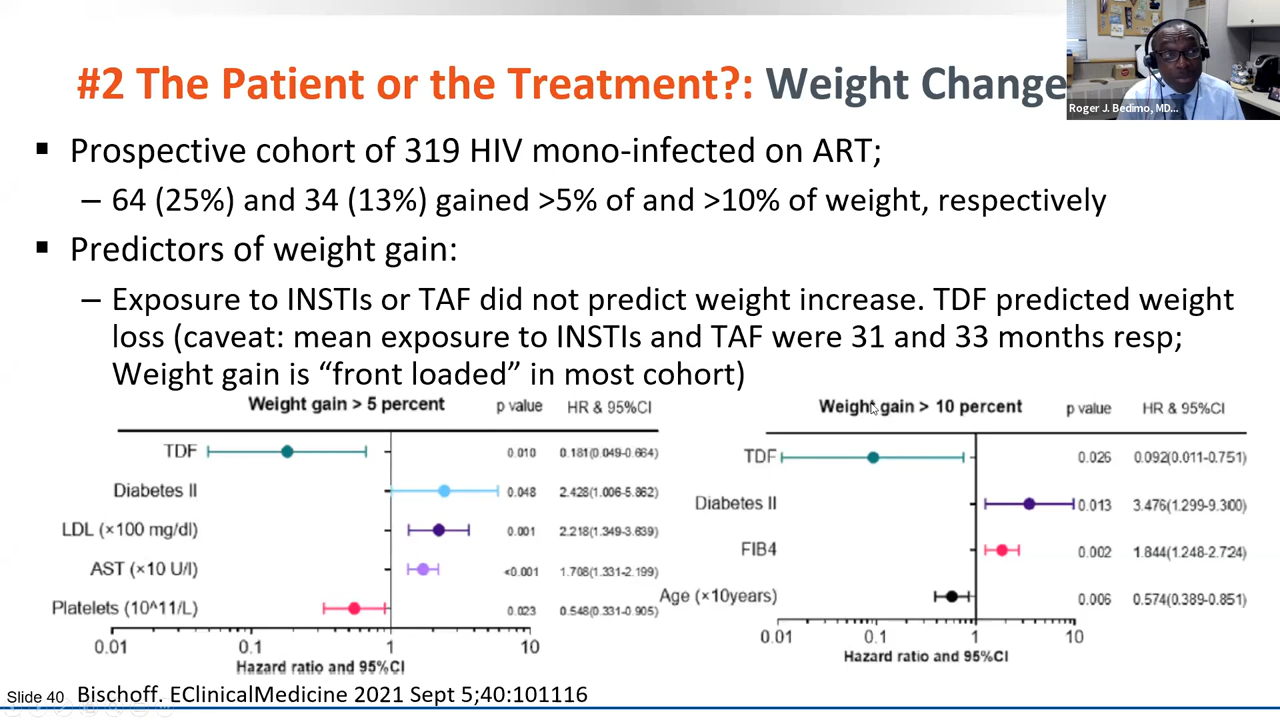 #2 The Patient or the Treatment?: Weight Change
Roger J. Bedimo, MD...
▪ Prospective cohort of 319 HIV mono-infected on ART;
– 64 (25%) and 34 (13%) gained >5% of and >10% of weight, respectively
▪ Predictors of weight gain:
– Exposure to INSTIs or TAF did not predict weight increase. TDF predicted weight
loss (caveat: mean exposure to INSTIs and TAF were 31 and 33 months resp;
Weight gain is “front loaded” in most cohort)
Weight gain > 5 percent p value HR & 95%CI
TDF 0.010 0.181(0.049-0.664)
Diabetes II 0.048 2.428(1.006-5.862)
LDL (×100 mg/dl) 0.001 2.218(1.349-3.639)
AST (×10 U/l) <0.001 1.708(1.331-2.199)
Platelets (10^11/L) 0.023 0.548(0.331-0.905)
0.01 0.1 1 10
Hazard ratio and 95%CI
Weight gain > 10 percent p value HR & 95%CI
TDF 0.026 0.092(0.011-0.751)
Diabetes II 0.013 3.476(1.299-9.300)
FIB4 0.002 1.844(1.248-2.724)
Age (×10years) 0.006 0.574(0.389-0.851)
0.01 0.1 1 10
Hazard ratio and 95%CI
Slide 40 Bischoff. EClinicalMedicine 2021 Sept 5;40:101116